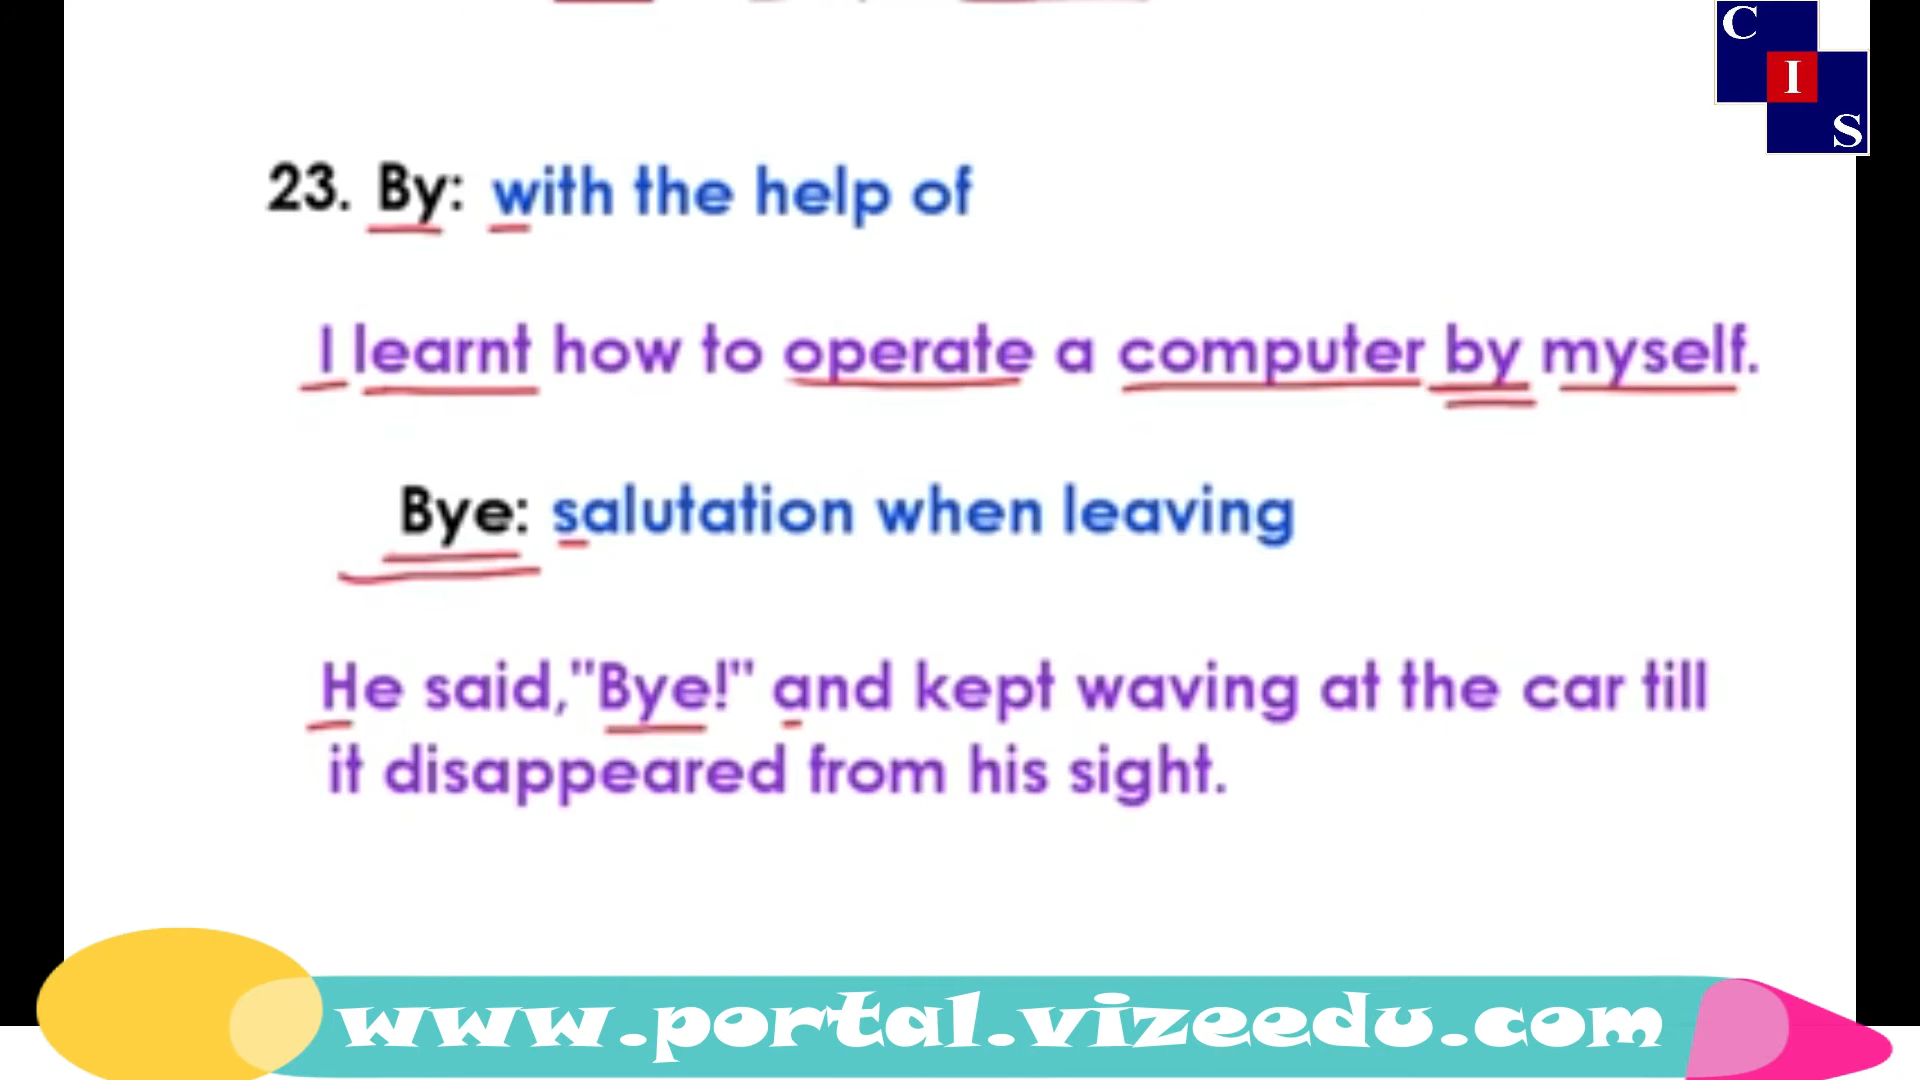 C
I
S
23. By: with the help of
I learnt how to operate a computer by myself.
Bye: salutation when leaving
He said,"Bye!" and kept waving at the car till
it disappeared from his sight.
www.portal.vizeedu.com